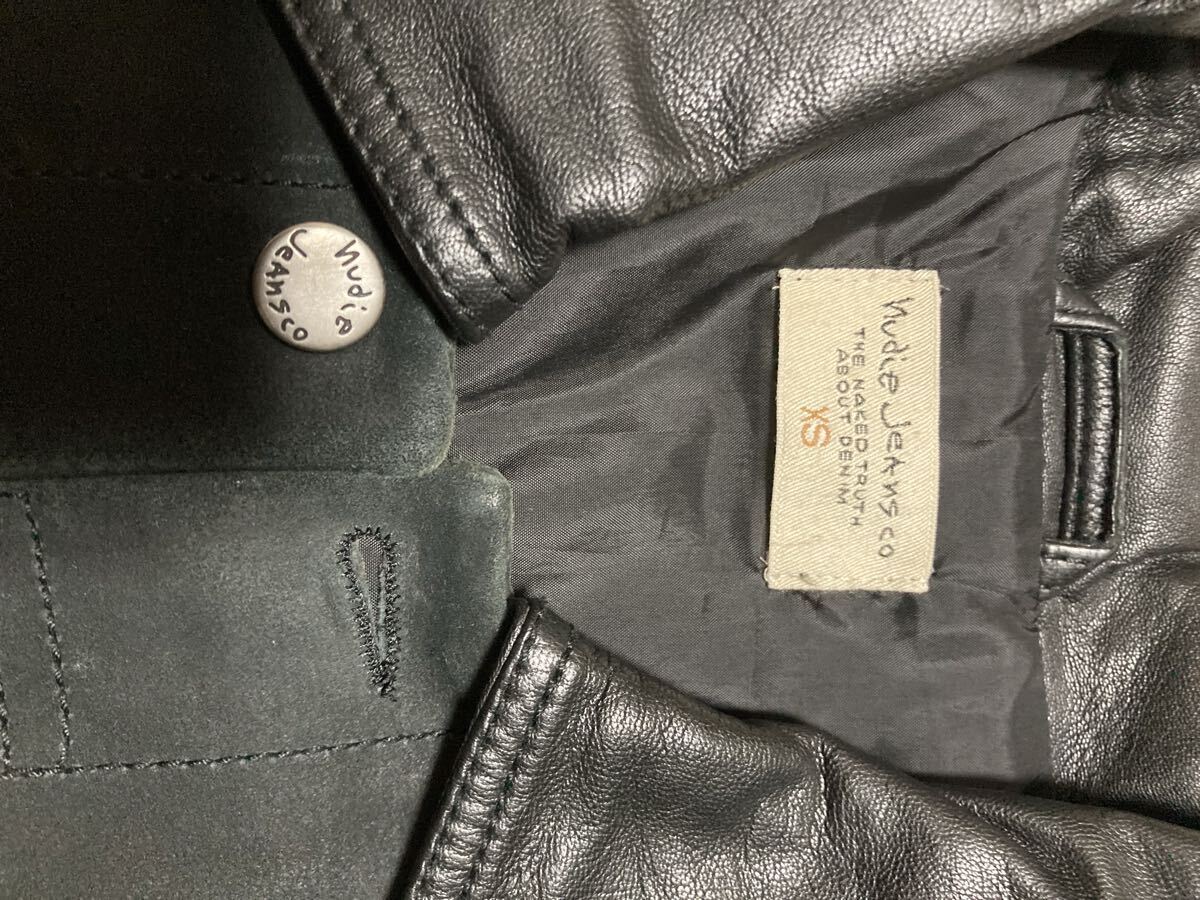 nudie
JeANSCO
nudie JeANS CO
THE NAKED TRUTH
ABOUT DENIM
XS